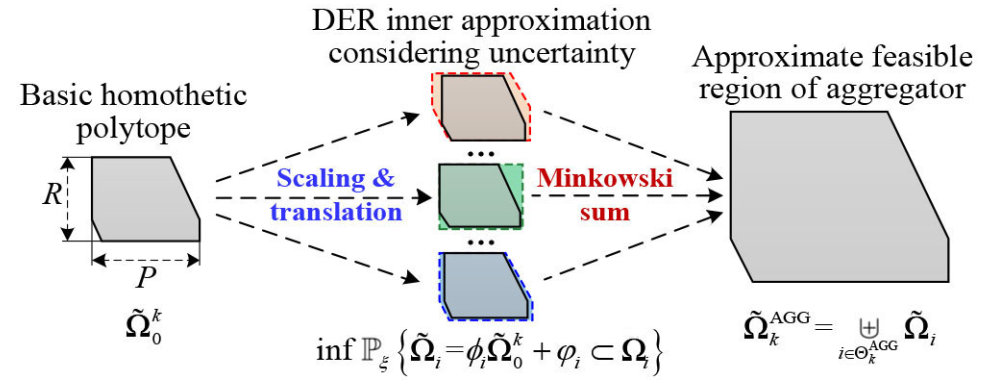 DER inner approximation
considering uncertainty
Basic homothetic
polytope
Approximate feasible
region of aggregator
R
P
Scaling &
translation
...
...
Minkowski
sum
Ω̃₀ᵏ
inf ℙ_ξ {Ω̃ᵢ=ϕᵢΩ̃₀ᵏ + φᵢ ⊂ Ωᵢ}
Ω̃ₖᴬᴳᴳ = ⊎_{i∈Θₖᴬᴳᴳ} Ω̃ᵢ